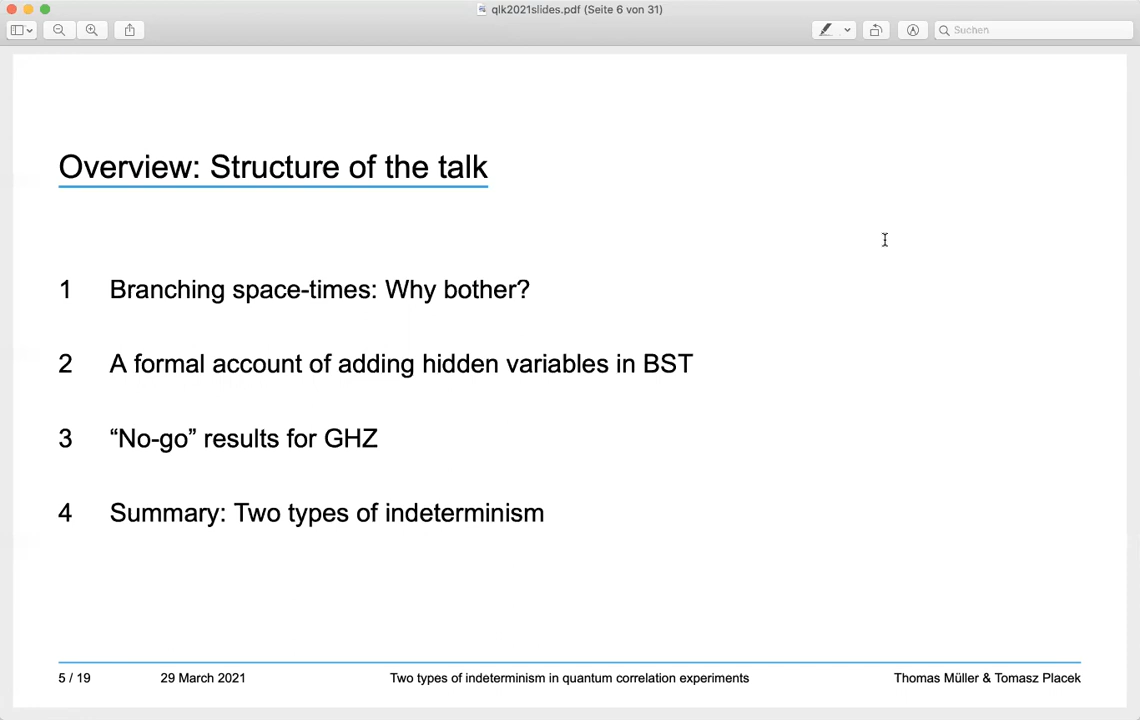 qlk2021slides.pdf (Seite 6 von 31)
Suchen
Overview: Structure of the talk
1 Branching space-times: Why bother?
2 A formal account of adding hidden variables in BST
3 “No-go” results for GHZ
4 Summary: Two types of indeterminism
5 / 19 29 March 2021 Two types of indeterminism in quantum correlation experiments Thomas Müller & Tomasz Placek